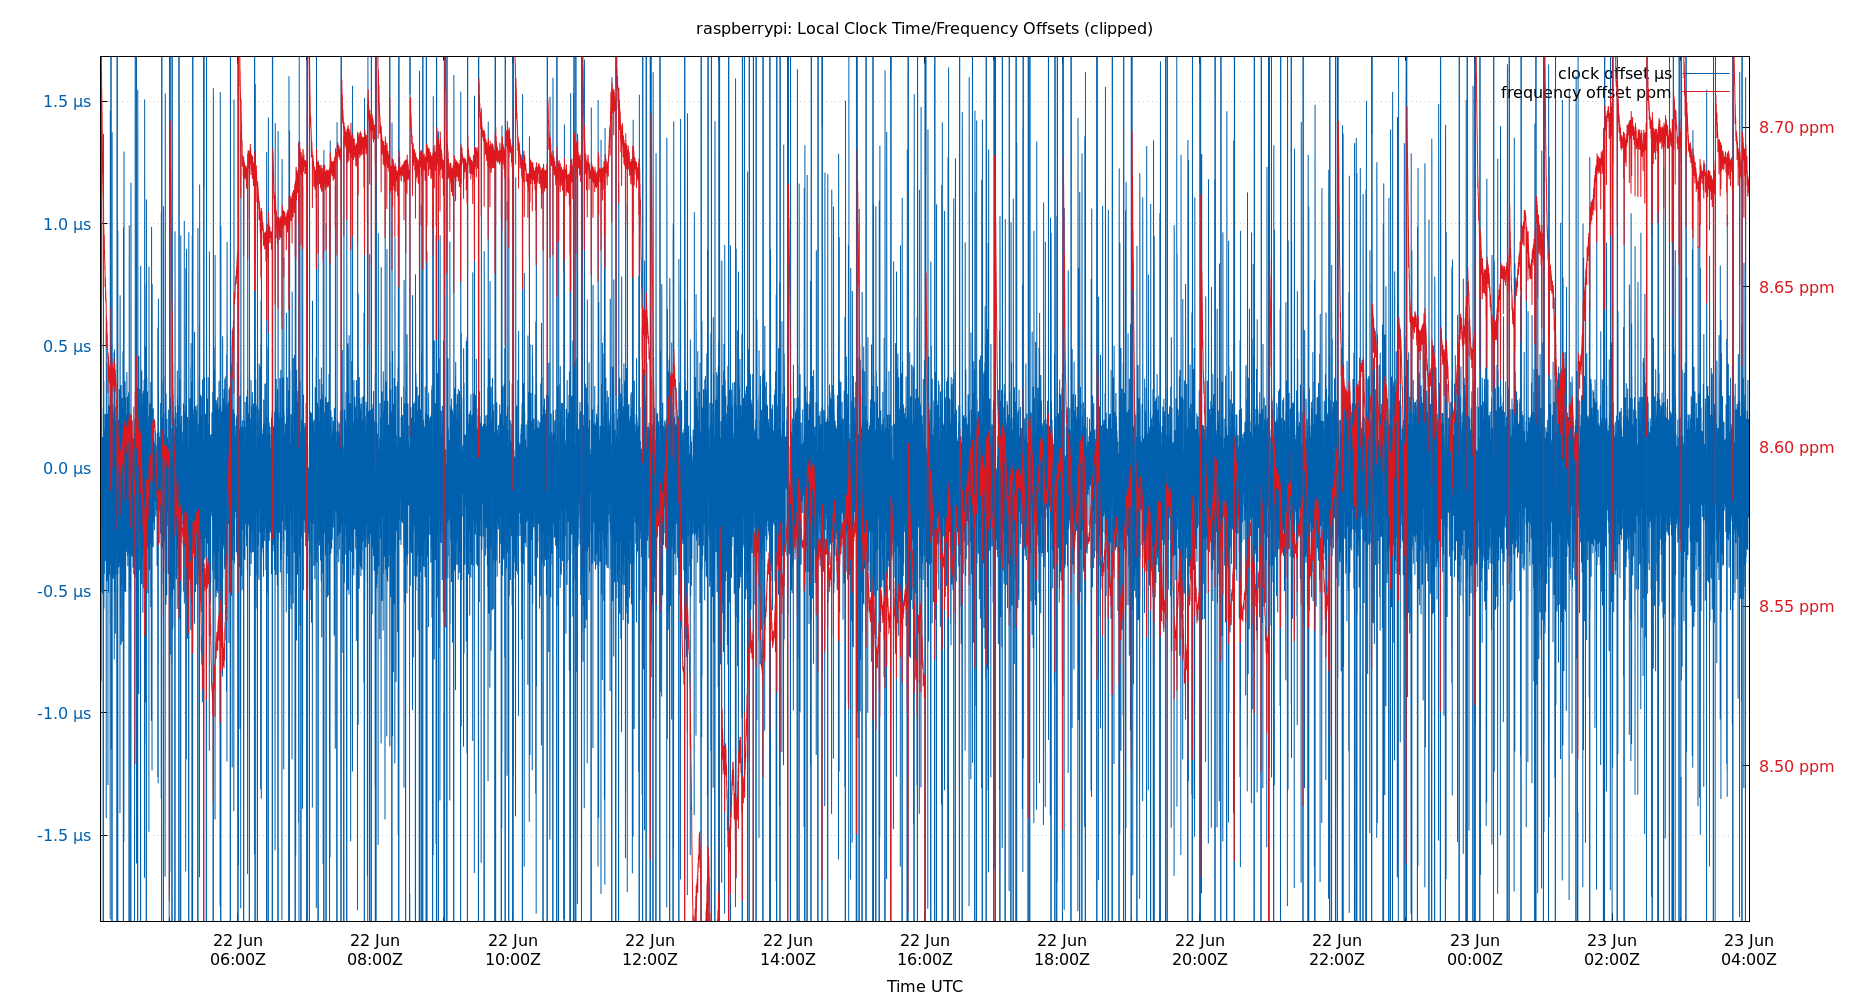 raspberrypi: Local Clock Time/Frequency Offsets (clipped)
clock offset µs
frequency offset ppm
1.5 µs
1.0 µs
0.5 µs
0.0 µs
-0.5 µs
-1.0 µs
-1.5 µs
8.70 ppm
8.65 ppm
8.60 ppm
8.55 ppm
8.50 ppm
22 Jun 22 Jun 22 Jun 22 Jun 22 Jun 22 Jun 22 Jun 22 Jun 22 Jun 23 Jun 23 Jun 23 Jun
06:00Z 08:00Z 10:00Z 12:00Z 14:00Z 16:00Z 18:00Z 20:00Z 22:00Z 00:00Z 02:00Z 04:00Z
Time UTC